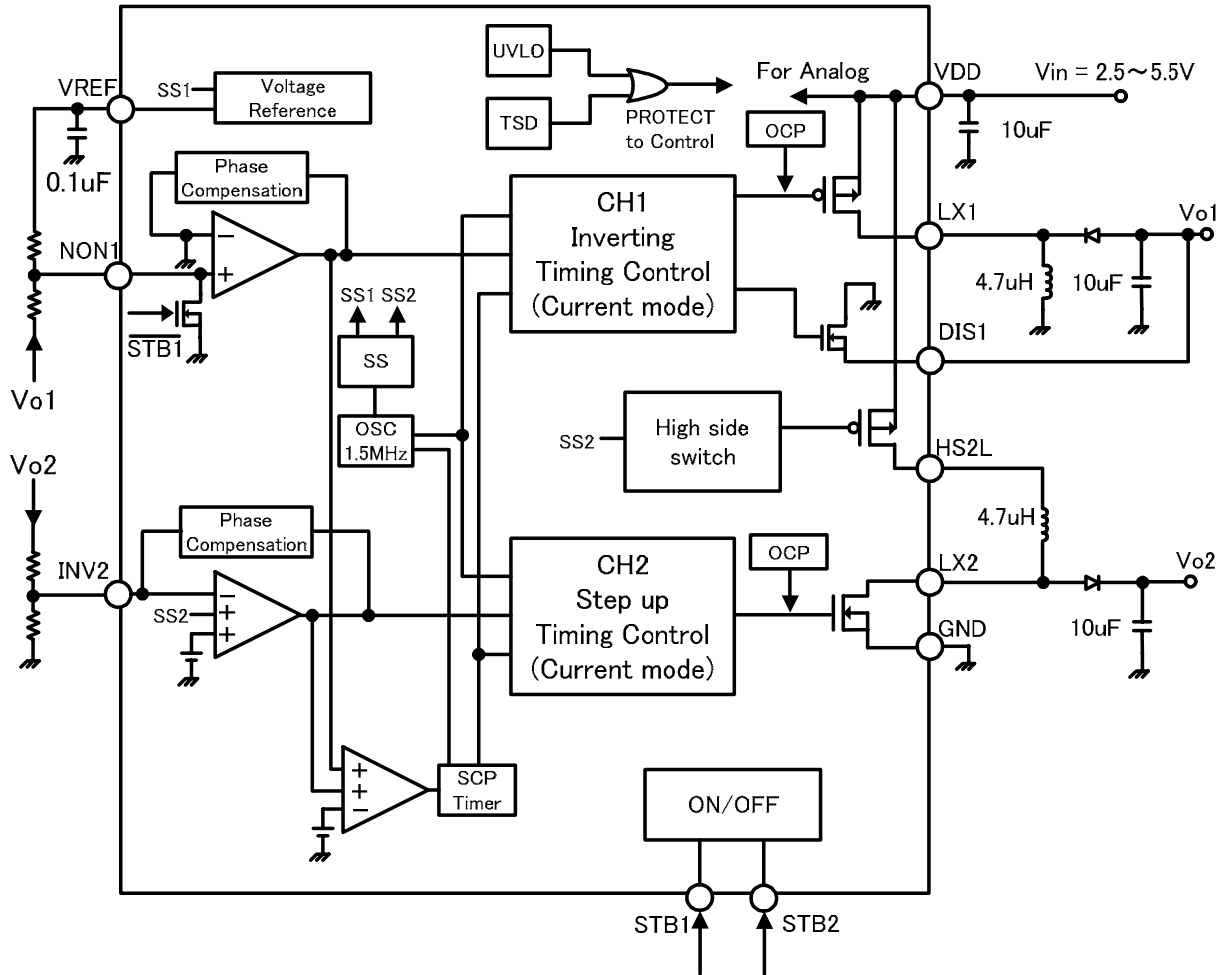 UVLO
TSD
PROTECT
to Control
For Analog
VDD
Vin = 2.5～5.5V
10uF
VREF
SS1
Voltage
Reference
0.1uF
Phase
Compensation
OCP
CH1
Inverting
Timing Control
(Current mode)
LX1
Vo1
4.7uH
10uF
NON1
−
+
STB1
Vo1
SS1 SS2
SS
OSC
1.5MHz
DIS1
SS2
High side
switch
HS2L
4.7uH
Vo2
Phase
Compensation
INV2
−
+
+
SS2
CH2
Step up
Timing Control
(Current mode)
OCP
LX2
Vo2
GND
10uF
+
+
−
SCP
Timer
ON/OFF
STB1
STB2